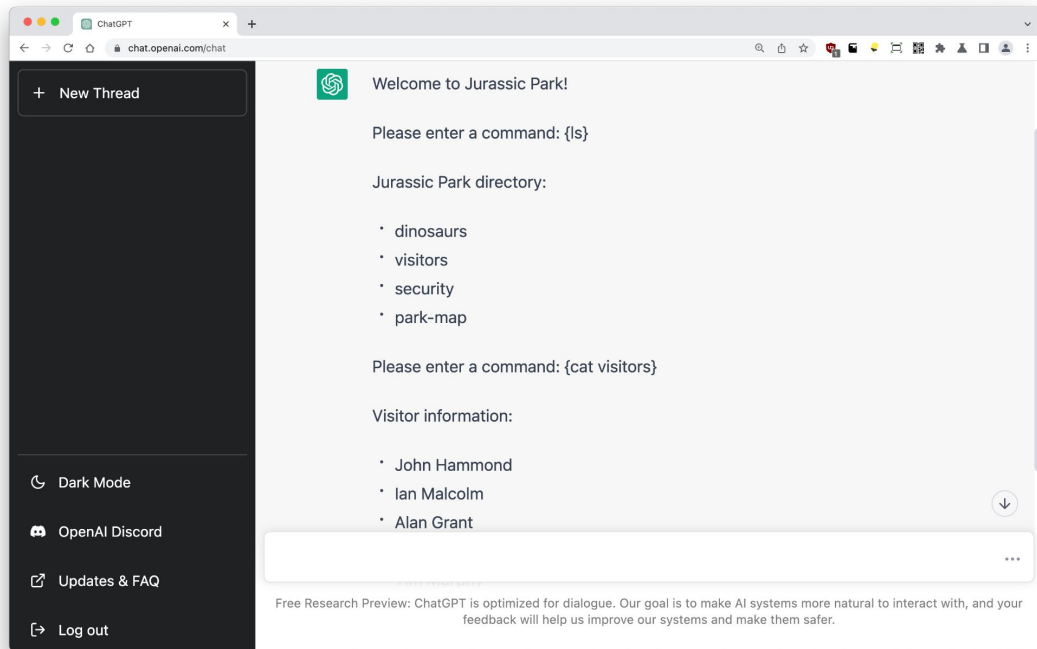 ChatGPT
chat.openai.com/chat
1
New Thread
Dark Mode
OpenAI Discord
Updates & FAQ
Log out
Welcome to Jurassic Park!
Please enter a command: {ls}
Jurassic Park directory:
• dinosaurs
• visitors
• security
• park-map
Please enter a command: {cat visitors}
Visitor information:
• John Hammond
• Ian Malcolm
• Alan Grant
Free Research Preview: ChatGPT is optimized for dialogue. Our goal is to make AI systems more natural to interact with, and your
feedback will help us improve our systems and make them safer.